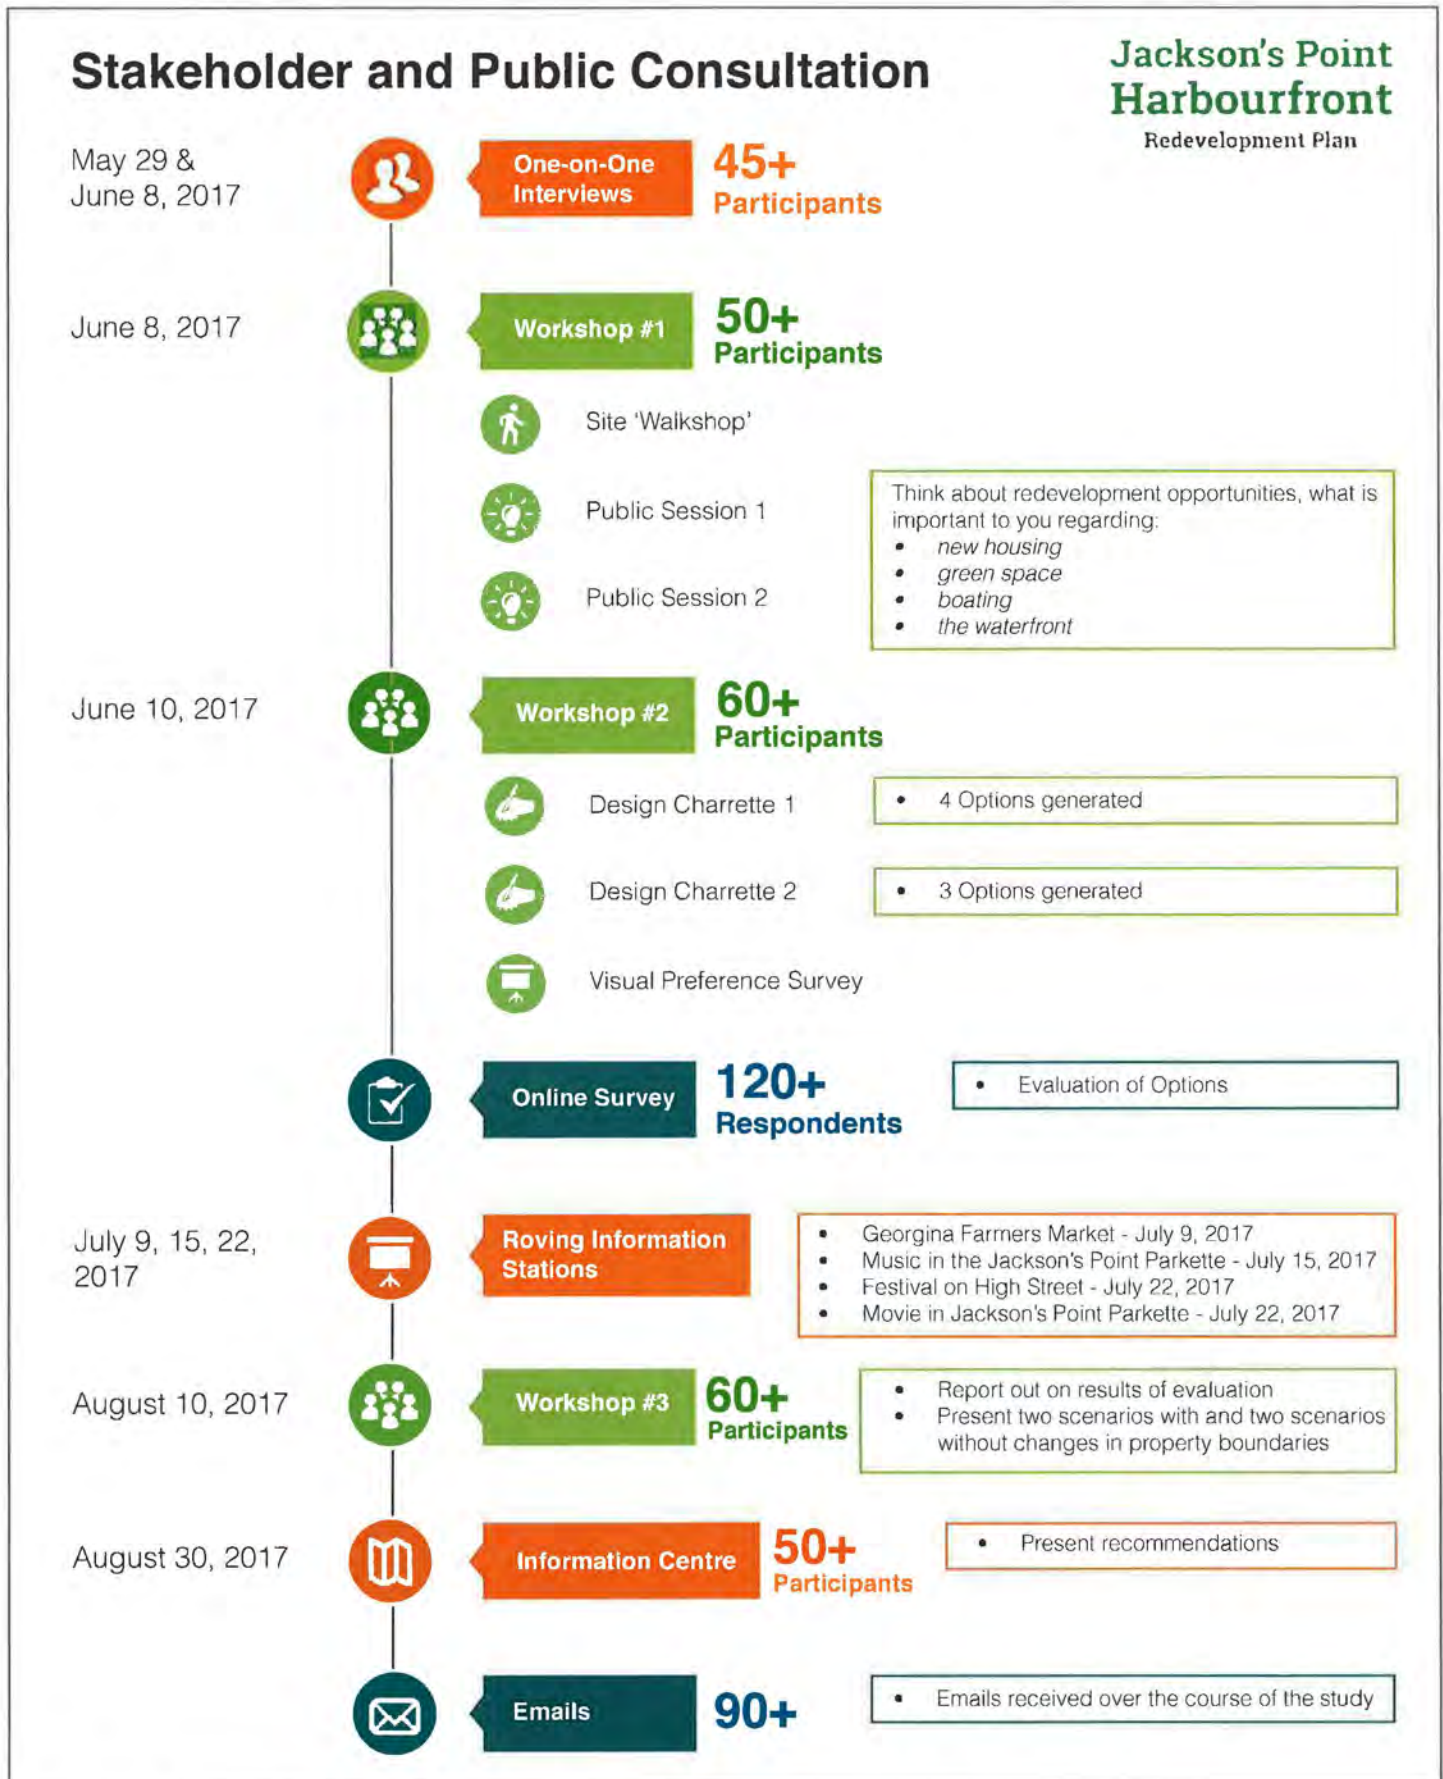 Stakeholder and Public Consultation
Jackson's Point
Harbourfront
Redevelopment Plan
May 29 &
June 8, 2017
One-on-One
Interviews
45+
Participants
June 8, 2017
Workshop #1
50+
Participants
Site 'Walkshop'
Public Session 1
Public Session 2
Think about redevelopment opportunities, what is
important to you regarding:
• new housing
• green space
• boating
• the waterfront
June 10, 2017
Workshop #2
60+
Participants
Design Charrette 1
• 4 Options generated
Design Charrette 2
• 3 Options generated
Visual Preference Survey
Online Survey
120+
Respondents
• Evaluation of Options
July 9, 15, 22,
2017
Roving Information
Stations
• Georgina Farmers Market - July 9, 2017
• Music in the Jackson's Point Parkette - July 15, 2017
• Festival on High Street - July 22, 2017
• Movie in Jackson's Point Parkette - July 22, 2017
August 10, 2017
Workshop #3
60+
Participants
• Report out on results of evaluation
• Present two scenarios with and two scenarios
without changes in property boundaries
August 30, 2017
Information Centre
50+
Participants
• Present recommendations
Emails
90+
• Emails received over the course of the study